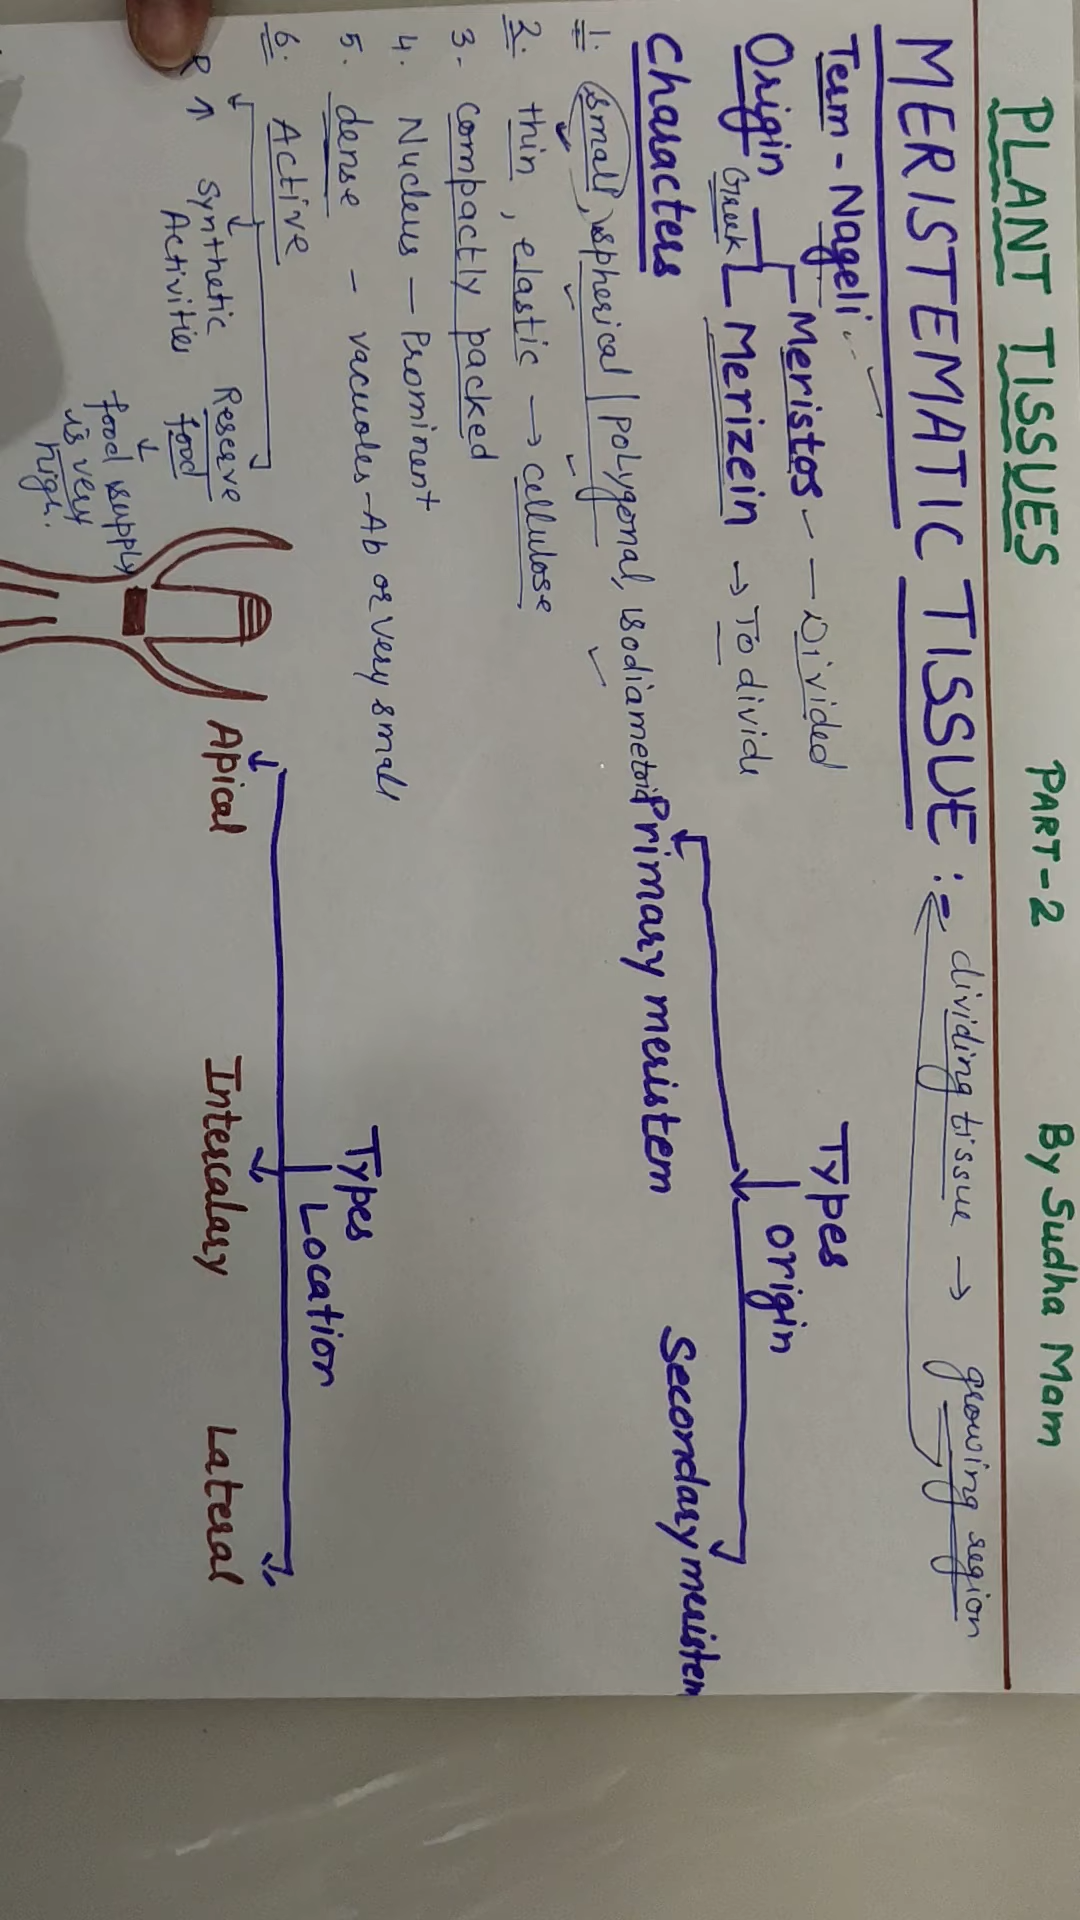 PLANT TISSUES PART-2 By Sudha Mam
MERISTEMATIC TISSUE :- dividing tissue → growing region
Term - Nageli
Origin Meristos - Divided
Greek Merizein → To divide
Characters
1. small, spherical / polygonal, isodiametric
2. thin, elastic → cellulose
3. Compactly packed
4. Nucleus - Prominent
5. dense - vacuoles - Ab or very small
6. Active
R ↑ Synthetic Activities
Reserve food
↓
food supply
is very
high.
Types
origin
Primary meristem Secondary meristem
Types
Location
Apical Intercalary Lateral